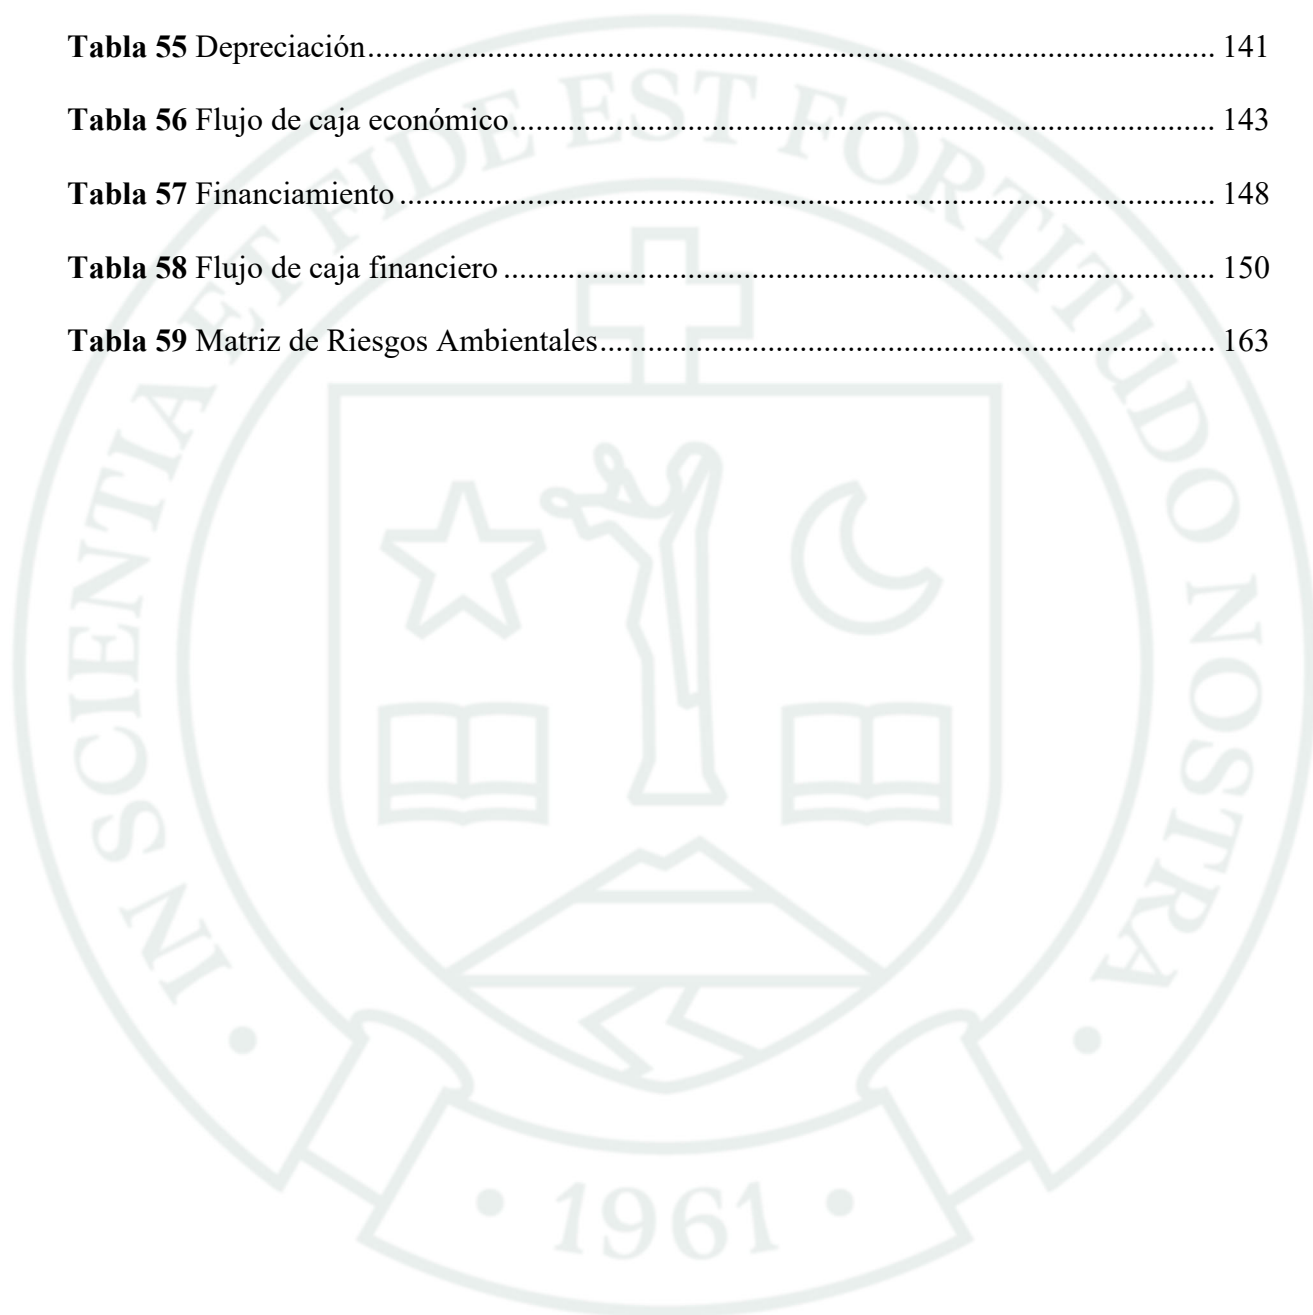 Tabla 55 Depreciación........................................................................................................ 141
Tabla 56 Flujo de caja económico...................................................................................... 143
Tabla 57 Financiamiento.................................................................................................... 148
Tabla 58 Flujo de caja financiero....................................................................................... 150
Tabla 59 Matriz de Riesgos Ambientales........................................................................... 163
IN SCIENTIA ET FIDE EST FORTITUDO NOSTRA
• 1961 •